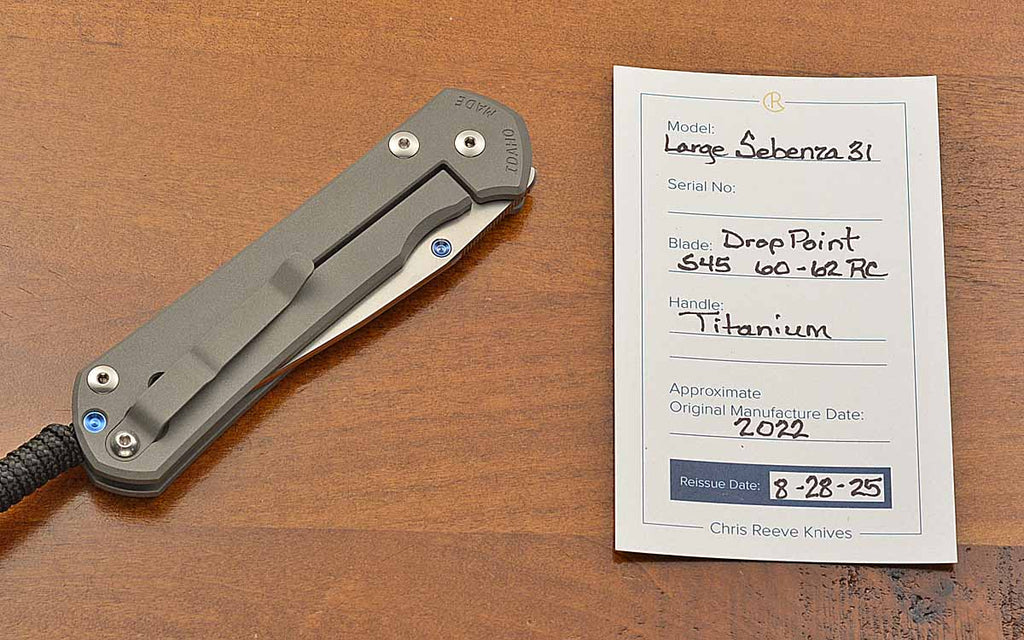 IDAHO
MADE
CR
Model:
Large Sebenza 31
Serial No:
Blade: Drop Point
S45 60-62 RC
Handle:
Titanium
Approximate
Original Manufacture Date:
2022
Reissue Date: 8-28-25
Chris Reeve Knives